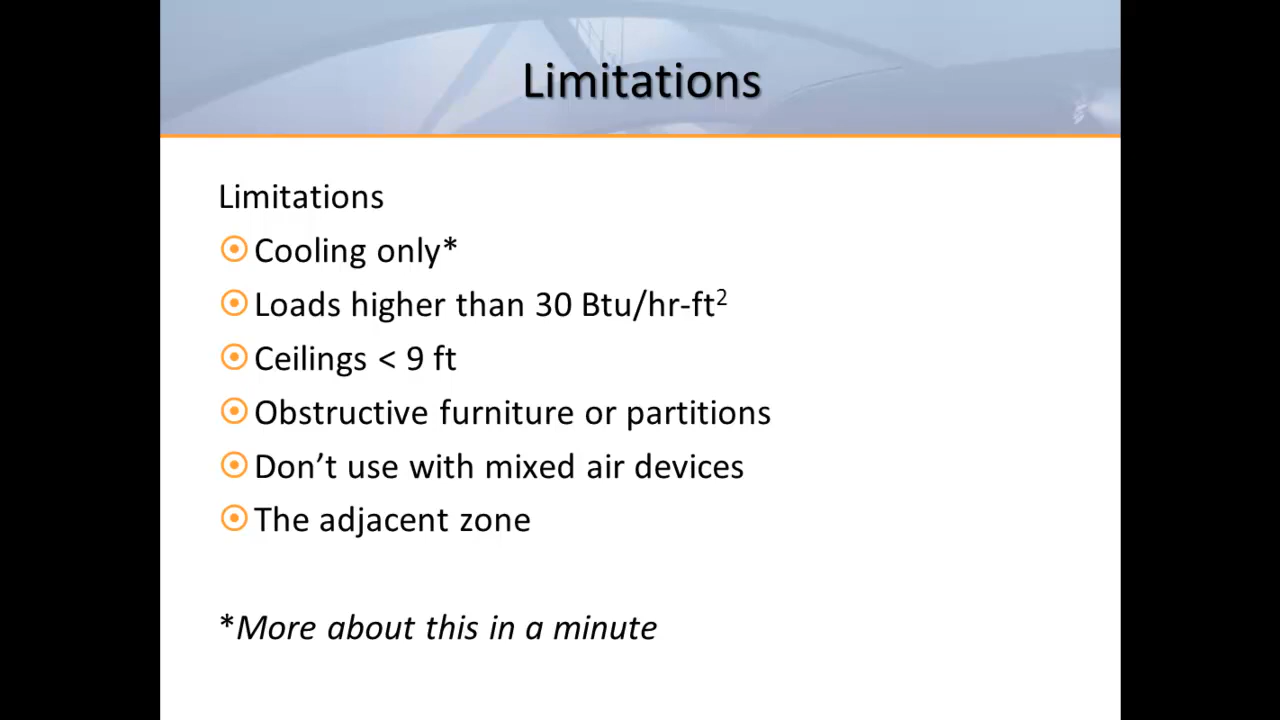 Limitations
Limitations
Cooling only*
Loads higher than 30 Btu/hr-ft²
Ceilings < 9 ft
Obstructive furniture or partitions
Don’t use with mixed air devices
The adjacent zone
*More about this in a minute